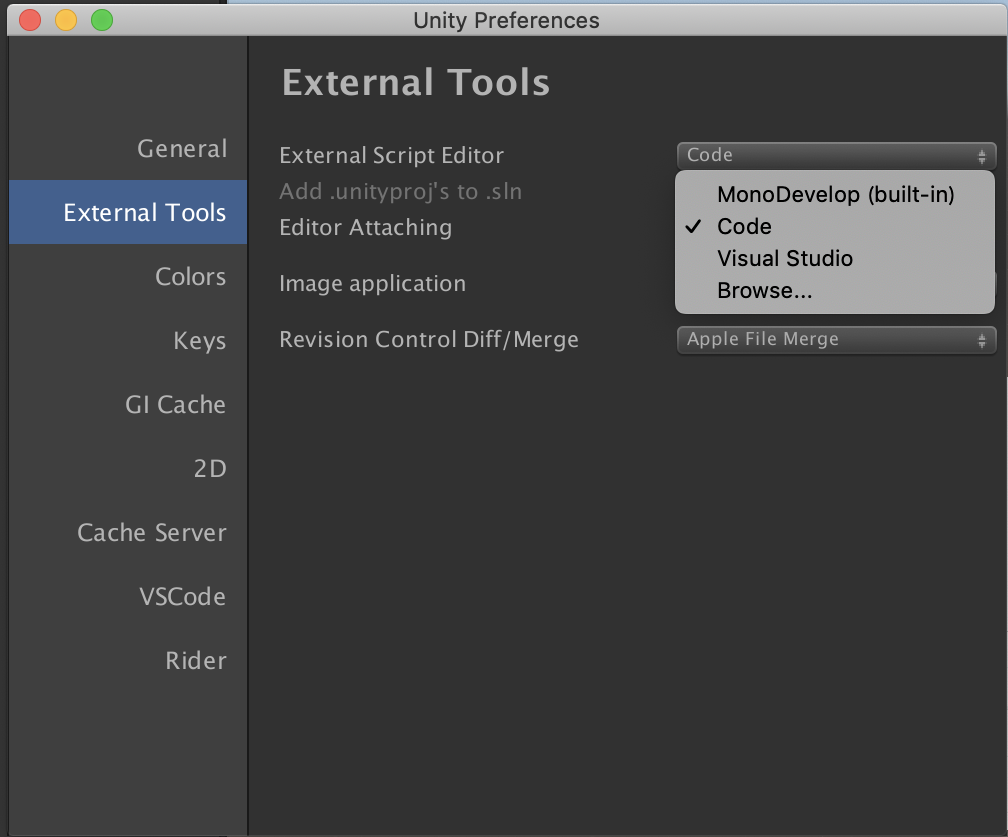 Unity Preferences
General
External Tools
Colors
Keys
GI Cache
2D
Cache Server
VSCode
Rider
External Tools
External Script Editor
Code
Add .unityproj's to .sln
Editor Attaching
Image application
Revision Control Diff/Merge
Apple File Merge
MonoDevelop (built-in)
✓ Code
Visual Studio
Browse...